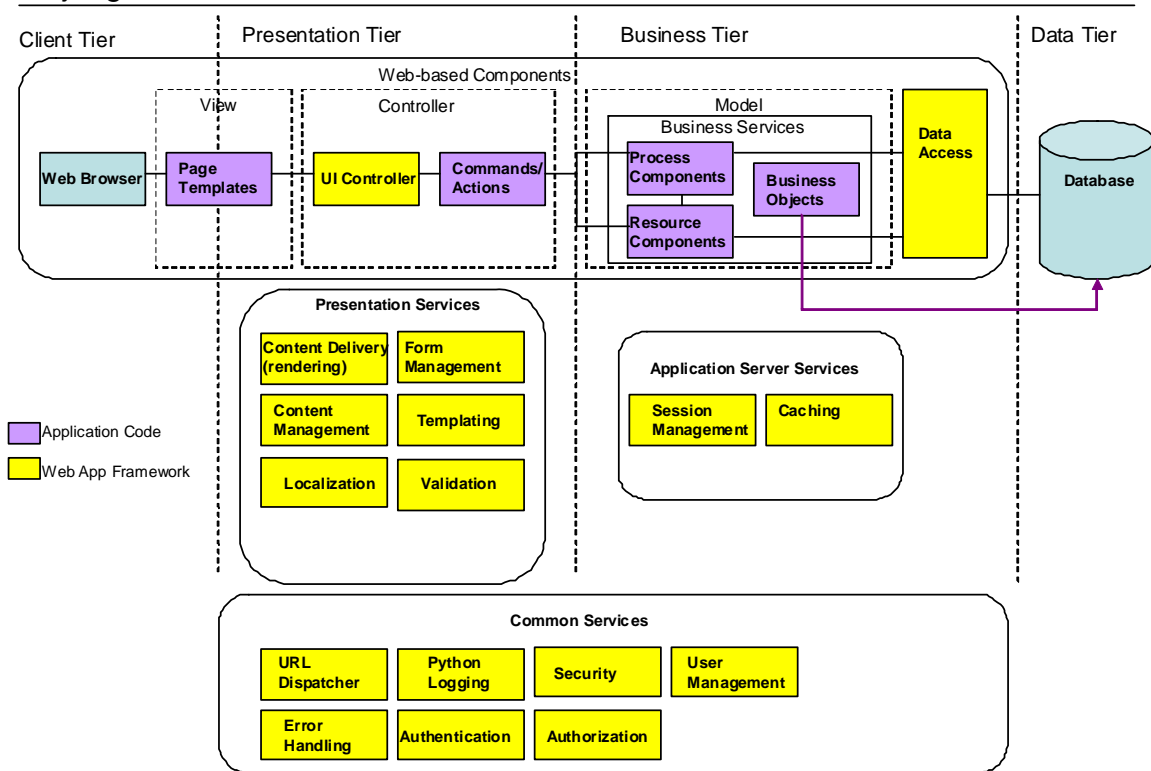 Client Tier
Presentation Tier
Business Tier
Data Tier
Web-based Components
View
Controller
Model
Business Services
Web Browser
Page
Templates
UI Controller
Commands/
Actions
Process
Components
Resource
Components
Business
Objects
Data
Access
Database
Presentation Services
Content Delivery
(rendering)
Form
Management
Content
Management
Templating
Localization
Validation
Application Server Services
Session
Management
Caching
Application Code
Web App Framework
Common Services
URL
Dispatcher
Python
Logging
Security
User
Management
Error
Handling
Authentication
Authorization